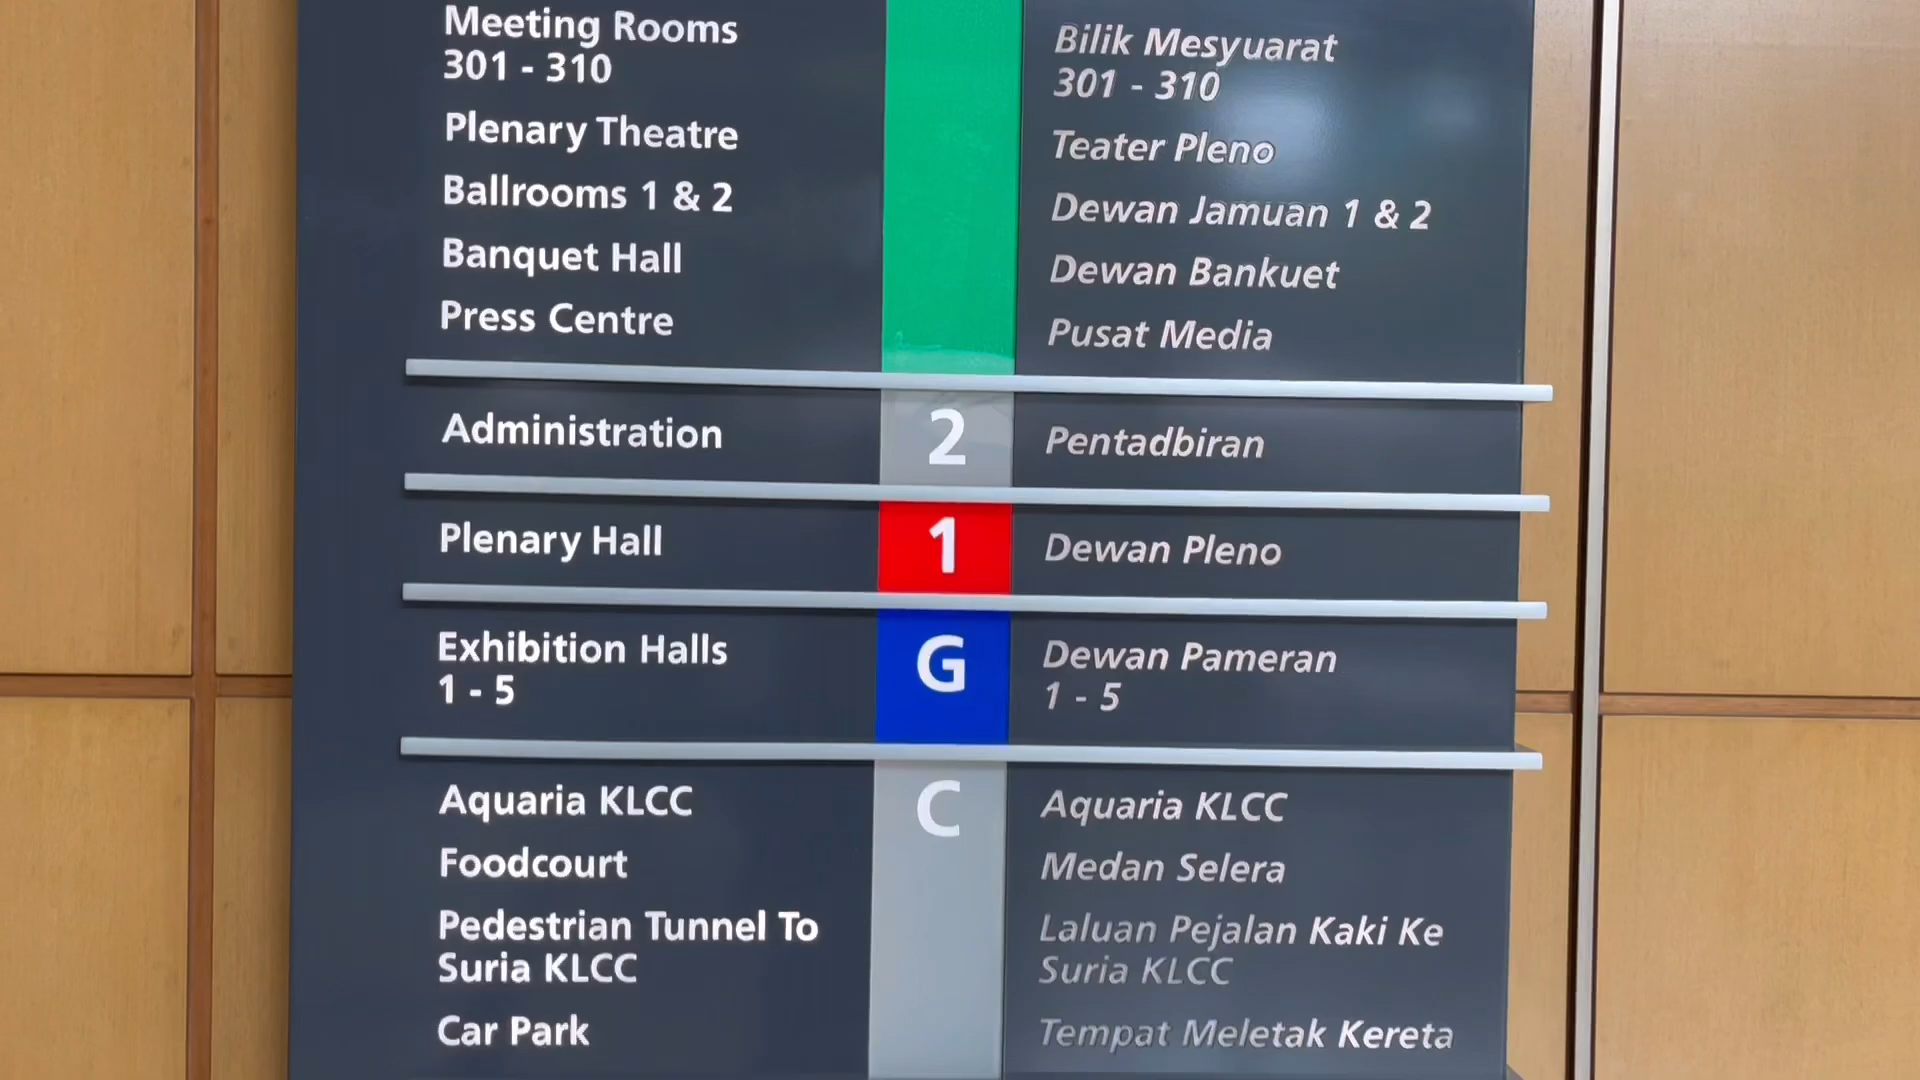 Meeting Rooms
301 - 310
Plenary Theatre
Ballrooms 1 & 2
Banquet Hall
Press Centre
Bilik Mesyuarat
301 - 310
Teater Pleno
Dewan Jamuan 1 & 2
Dewan Bankuet
Pusat Media
Administration
2
Pentadbiran
Plenary Hall
1
Dewan Pleno
Exhibition Halls
1 - 5
G
Dewan Pameran
1 - 5
Aquaria KLCC
Foodcourt
Pedestrian Tunnel To
Suria KLCC
Car Park
C
Aquaria KLCC
Medan Selera
Laluan Pejalan Kaki Ke
Suria KLCC
Tempat Meletak Kereta